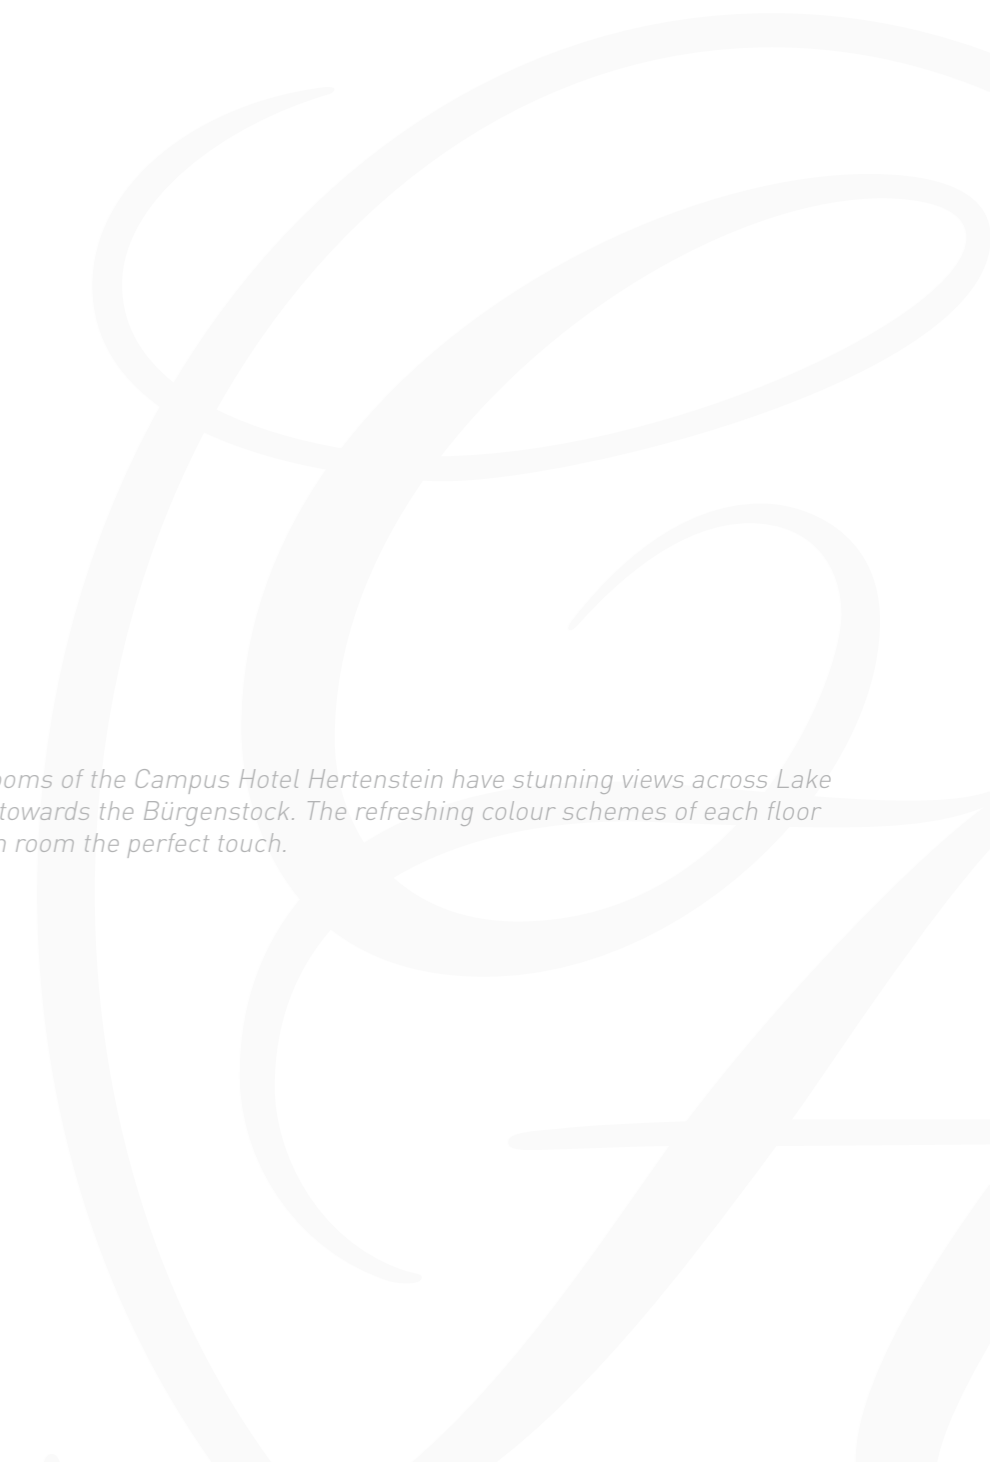 ooms of the Campus Hotel Hertenstein have stunning views across Lake
towards the Bürgenstock. The refreshing colour schemes of each floor
room the perfect touch.